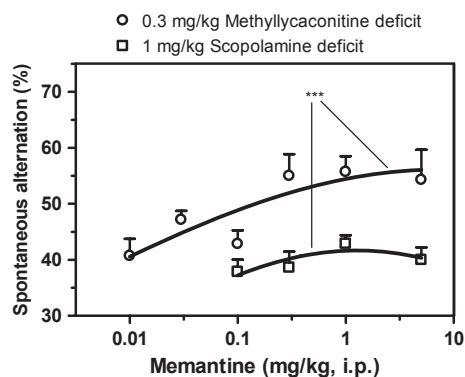 0.3 mg/kg Methyllycaconitine deficit
1 mg/kg Scopolamine deficit
Spontaneous alternation (%)
70
60
50
40
30
***
0.01
0.1
1
10
Memantine (mg/kg, i.p.)